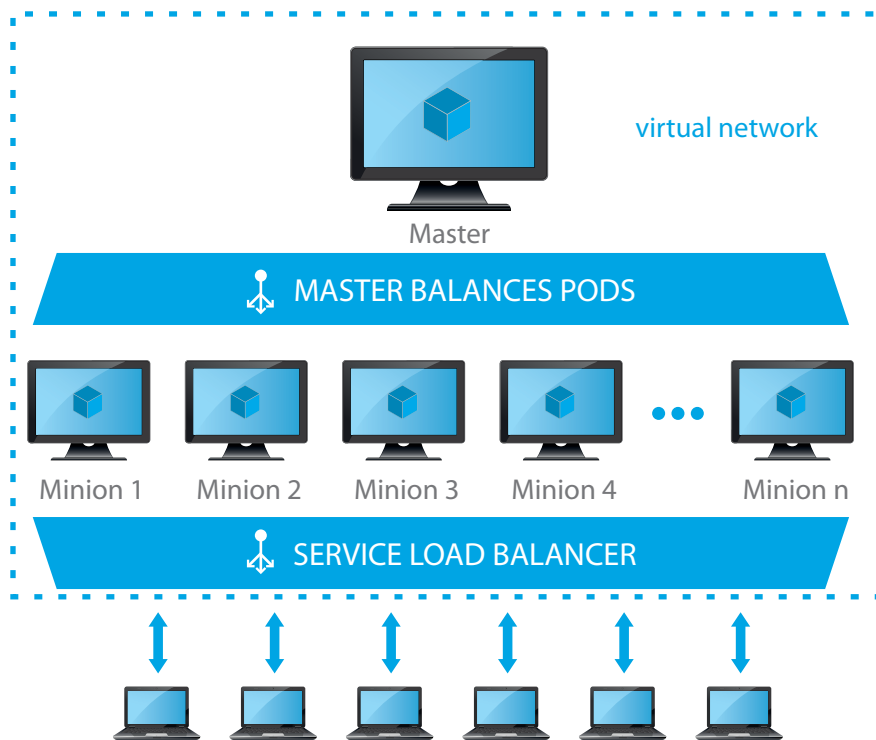 virtual network
Master
MASTER BALANCES PODS
Minion 1 Minion 2 Minion 3 Minion 4 Minion n
SERVICE LOAD BALANCER